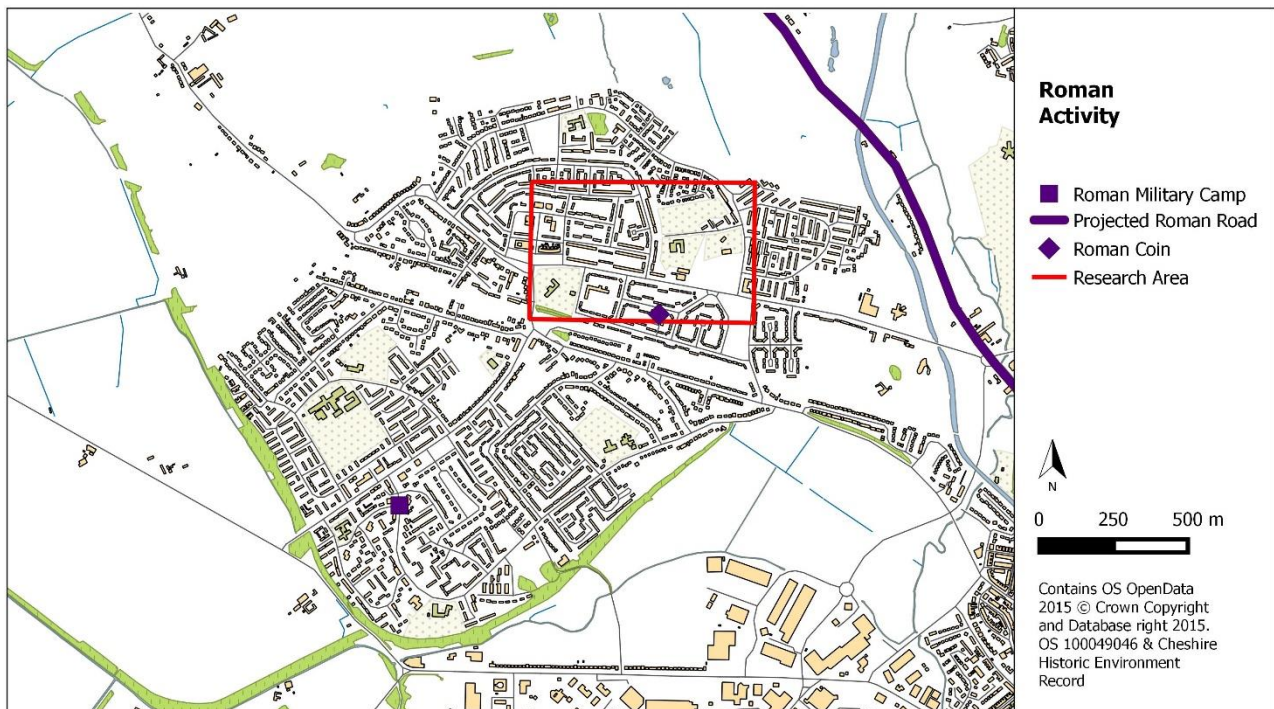 Roman
Activity
Roman Military Camp
Projected Roman Road
Roman Coin
Research Area
N
0 250 500 m
Contains OS OpenData
2015 © Crown Copyright
and Database right 2015.
OS 100049046 & Cheshire
Historic Environment
Record